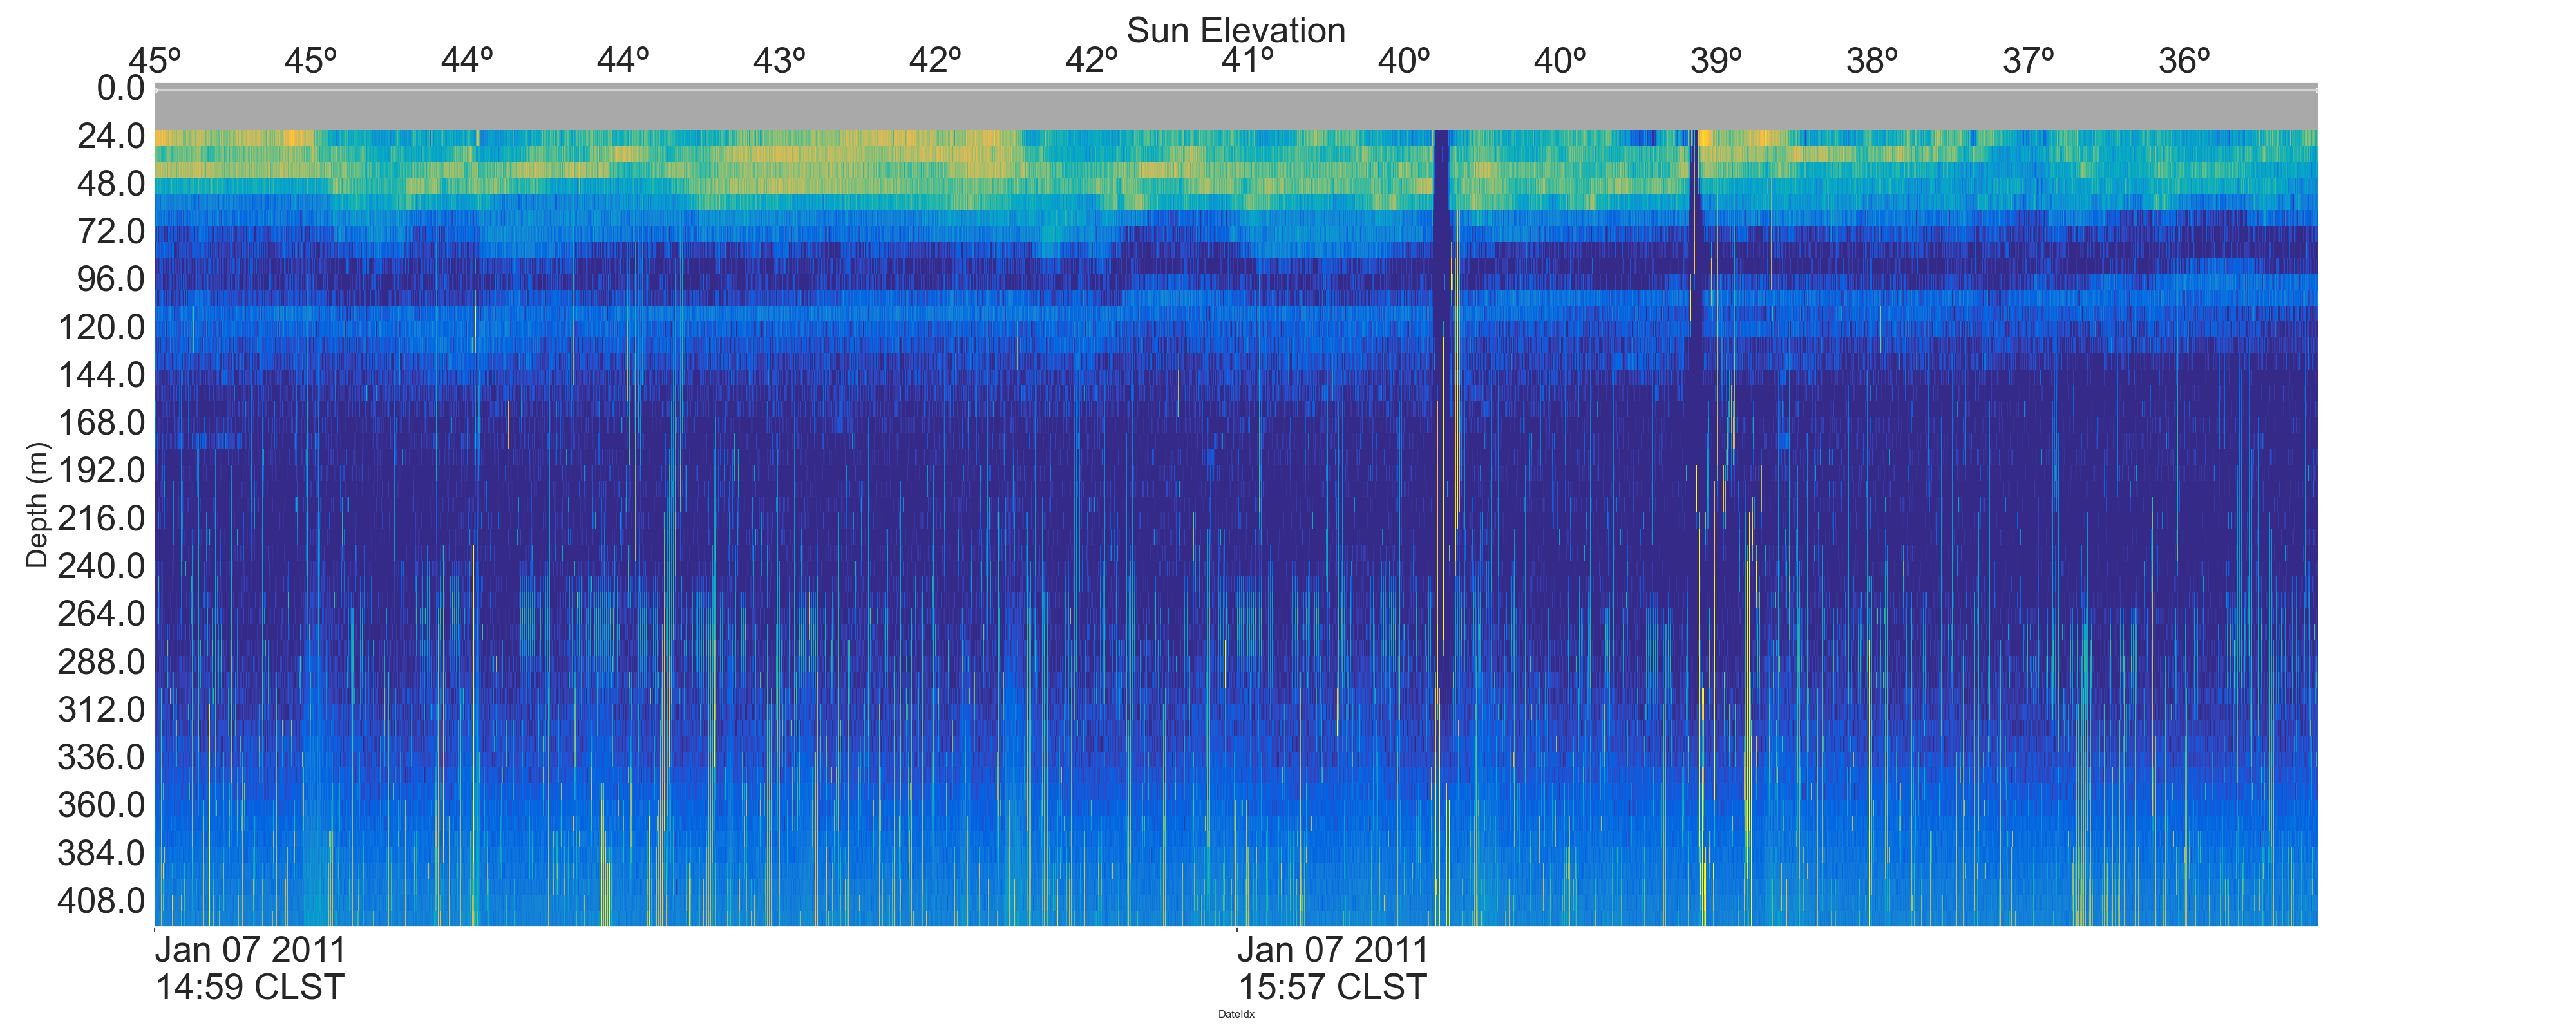 Sun Elevation
45º 45º 44º 44º 43º 42º 42º 41º 40º 40º 39º 38º 37º 36º
0.0
24.0
48.0
72.0
96.0
120.0
144.0
168.0
192.0
216.0
240.0
264.0
288.0
312.0
336.0
360.0
384.0
408.0
Depth (m)
Jan 07 2011
14:59 CLST
Jan 07 2011
15:57 CLST
DateIdx